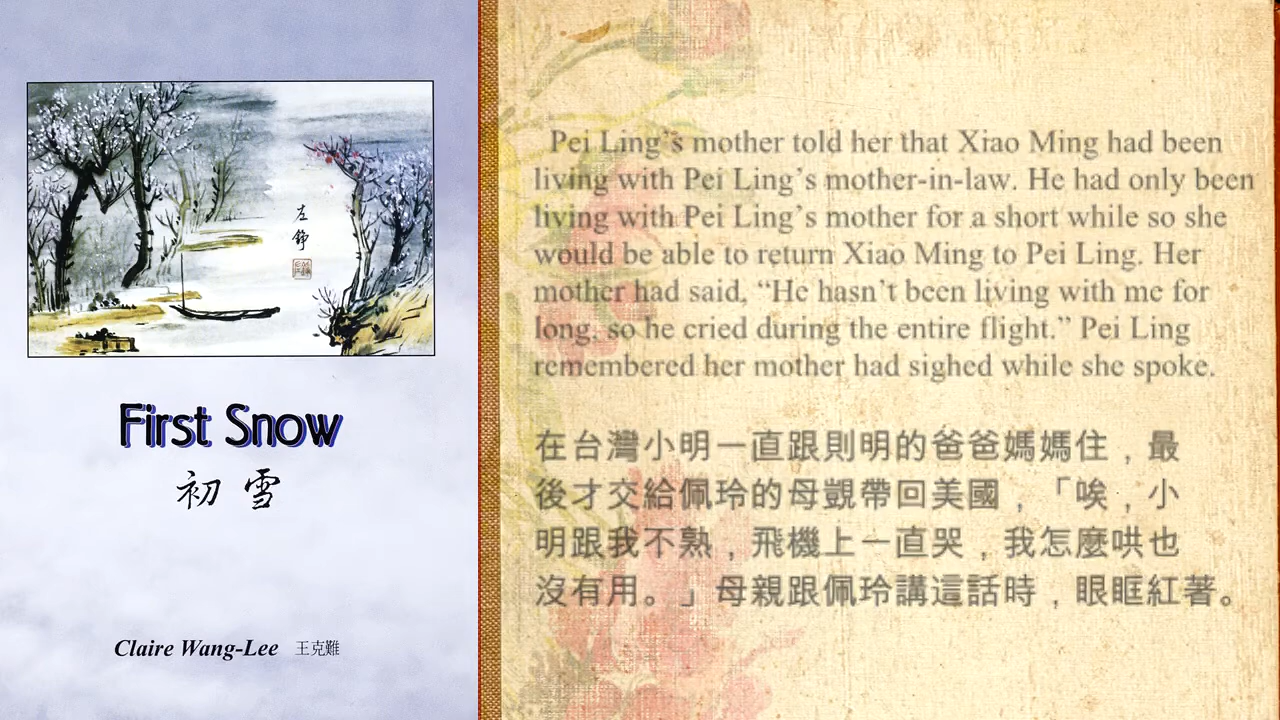 左錚
First Snow
初雪
Claire Wang-Lee 王克難
Pei Ling's mother told her that Xiao Ming had been
living with Pei Ling's mother-in-law. He had only been
living with Pei Ling's mother for a short while so she
would be able to return Xiao Ming to Pei Ling. Her
mother had said, “He hasn't been living with me for
long, so he cried during the entire flight.” Pei Ling
remembered her mother had sighed while she spoke.
在台灣小明一直跟則明的爸爸媽媽住，最
後才交給佩玲的母覬帶回美國，「唉，小
明跟我不熟，飛機上一直哭，我怎麼哄也
沒有用。」母親跟佩玲講這話時，眼眶紅著。